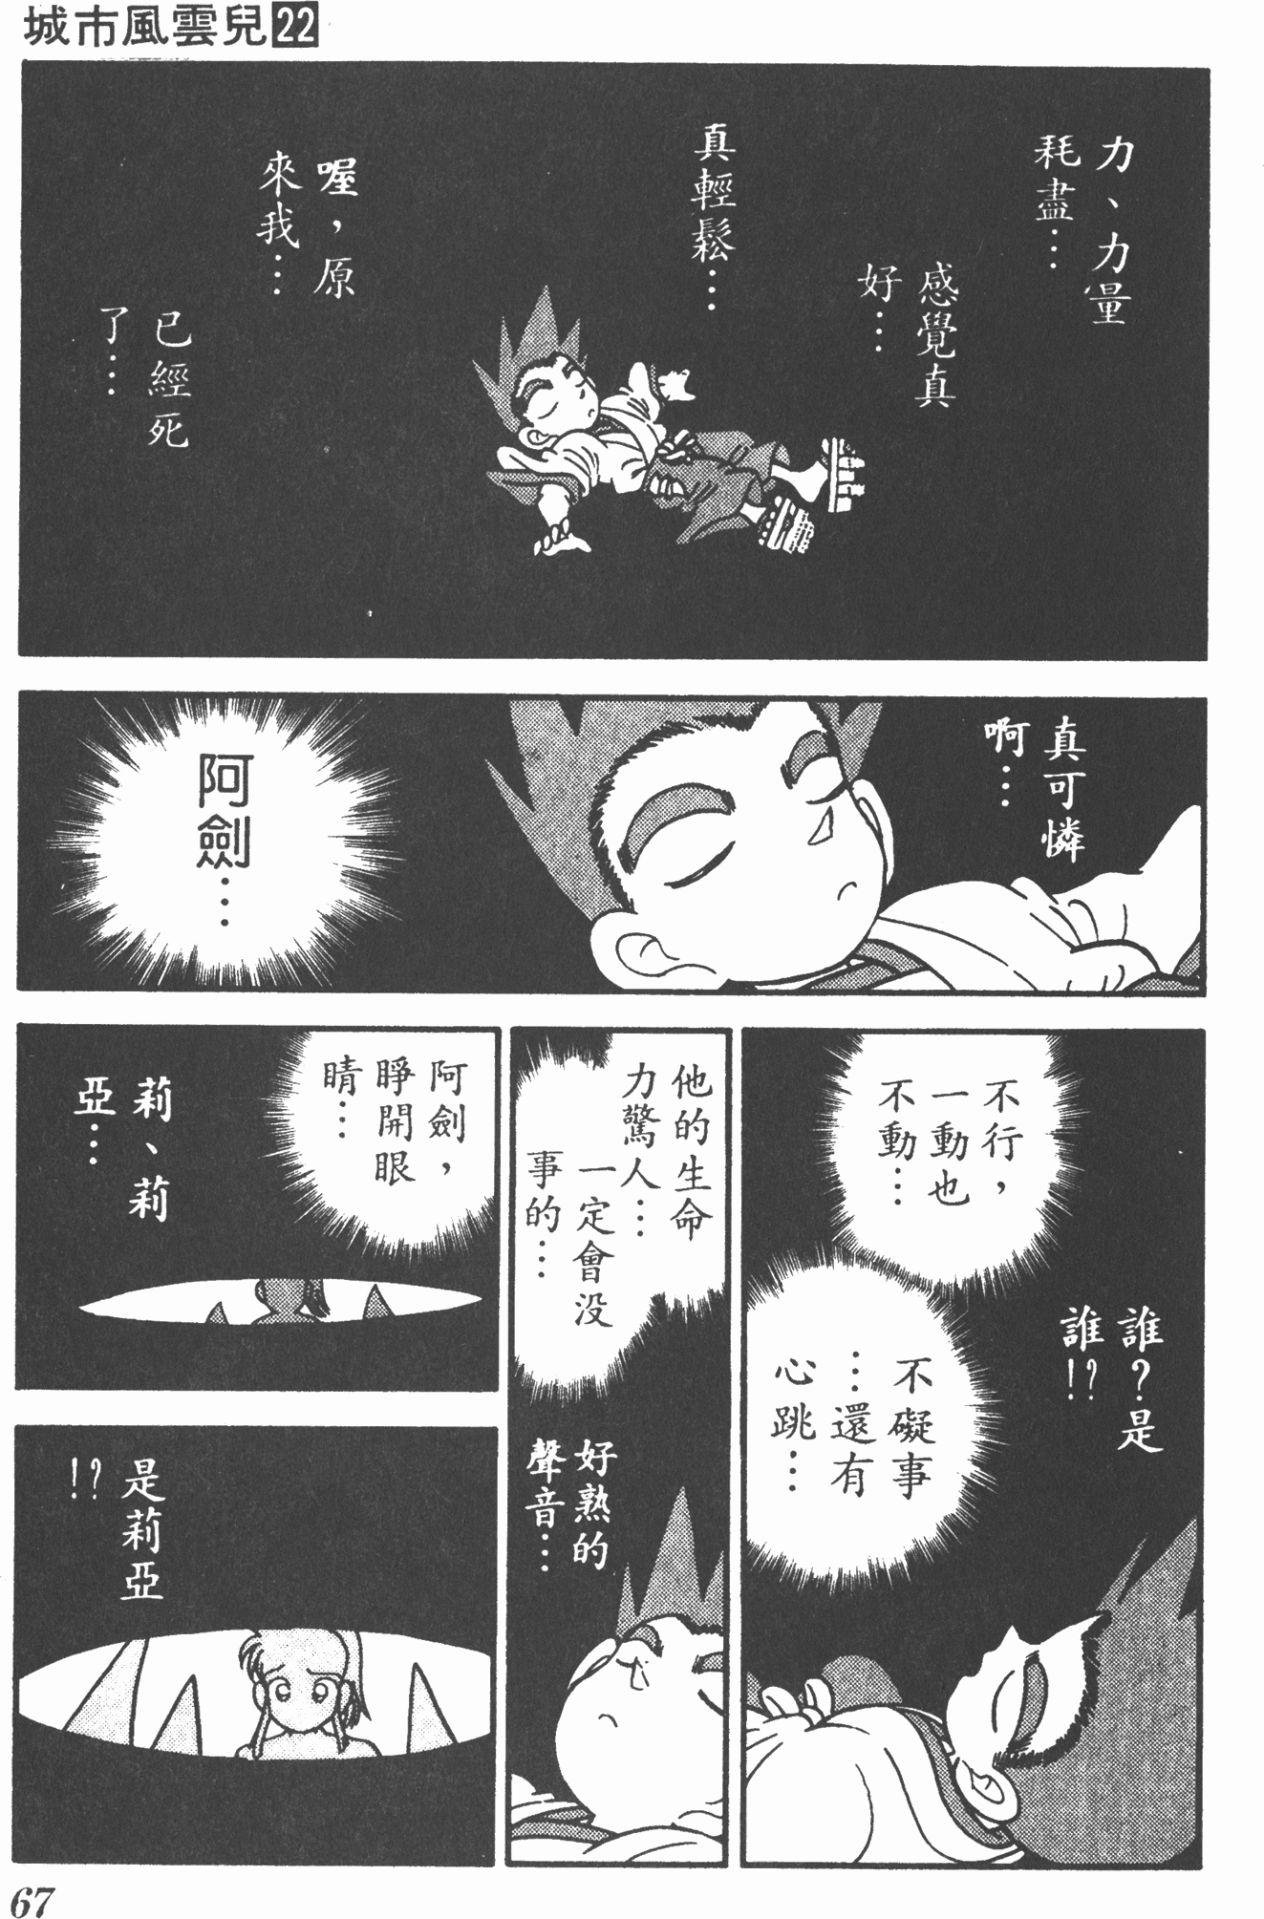 城市風雲兒22
力、力量
耗盡…
感覺真
好…
真輕鬆…
喔，原
來我…
已經死
了…
真可憐
啊…
阿劍…
不行，
一動也
不動…
誰？是
誰！？
不礙事
…還有
心跳…
他的生命
力驚人…
一定會没
事的…
好熟的
聲音…
阿劍，
睜開眼
睛…
莉、莉
亞…
是莉亞
！？
67